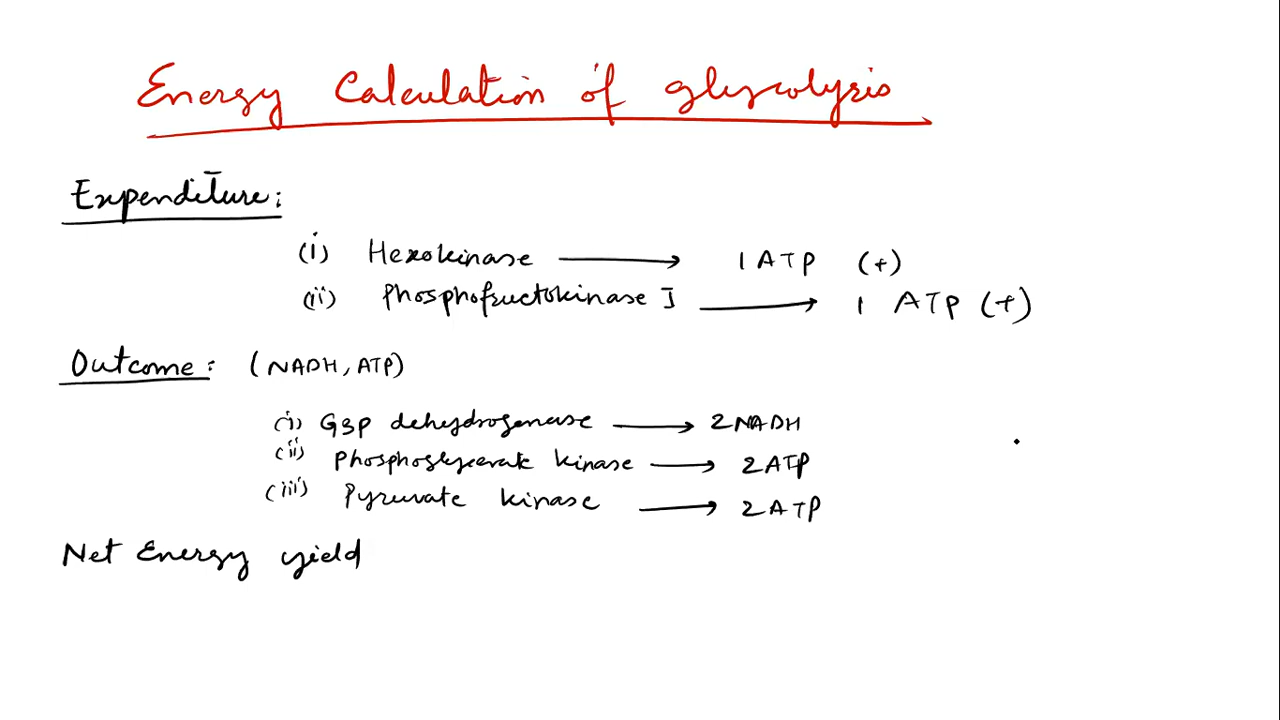 Energy Calculation of glycolysis
Expenditure:
(i) Hexokinase → 1 ATP (+)
(ii) Phosphofructokinase I → 1 ATP (+)
Outcome: (NADH, ATP)
(i) G3P dehydrogenase → 2NADH
(ii) Phosphoglycerate kinase → 2ATP
(iii) Pyruvate kinase → 2ATP
Net Energy yield